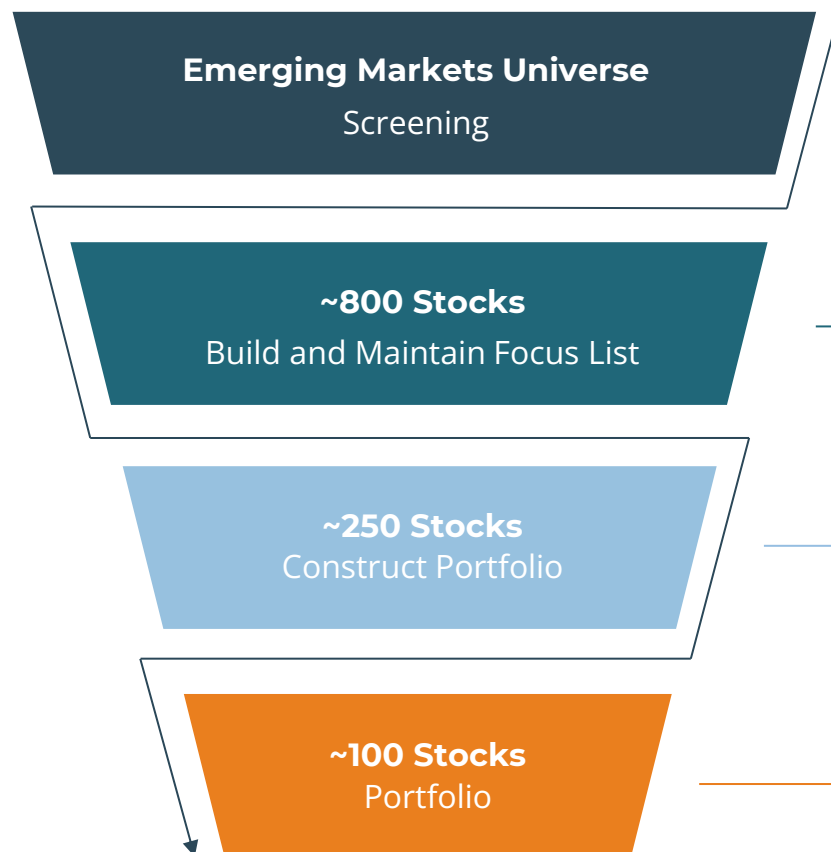 Emerging Markets Universe
Screening
~800 Stocks
Build and Maintain Focus List
~250 Stocks
Construct Portfolio
~100 Stocks
Portfolio